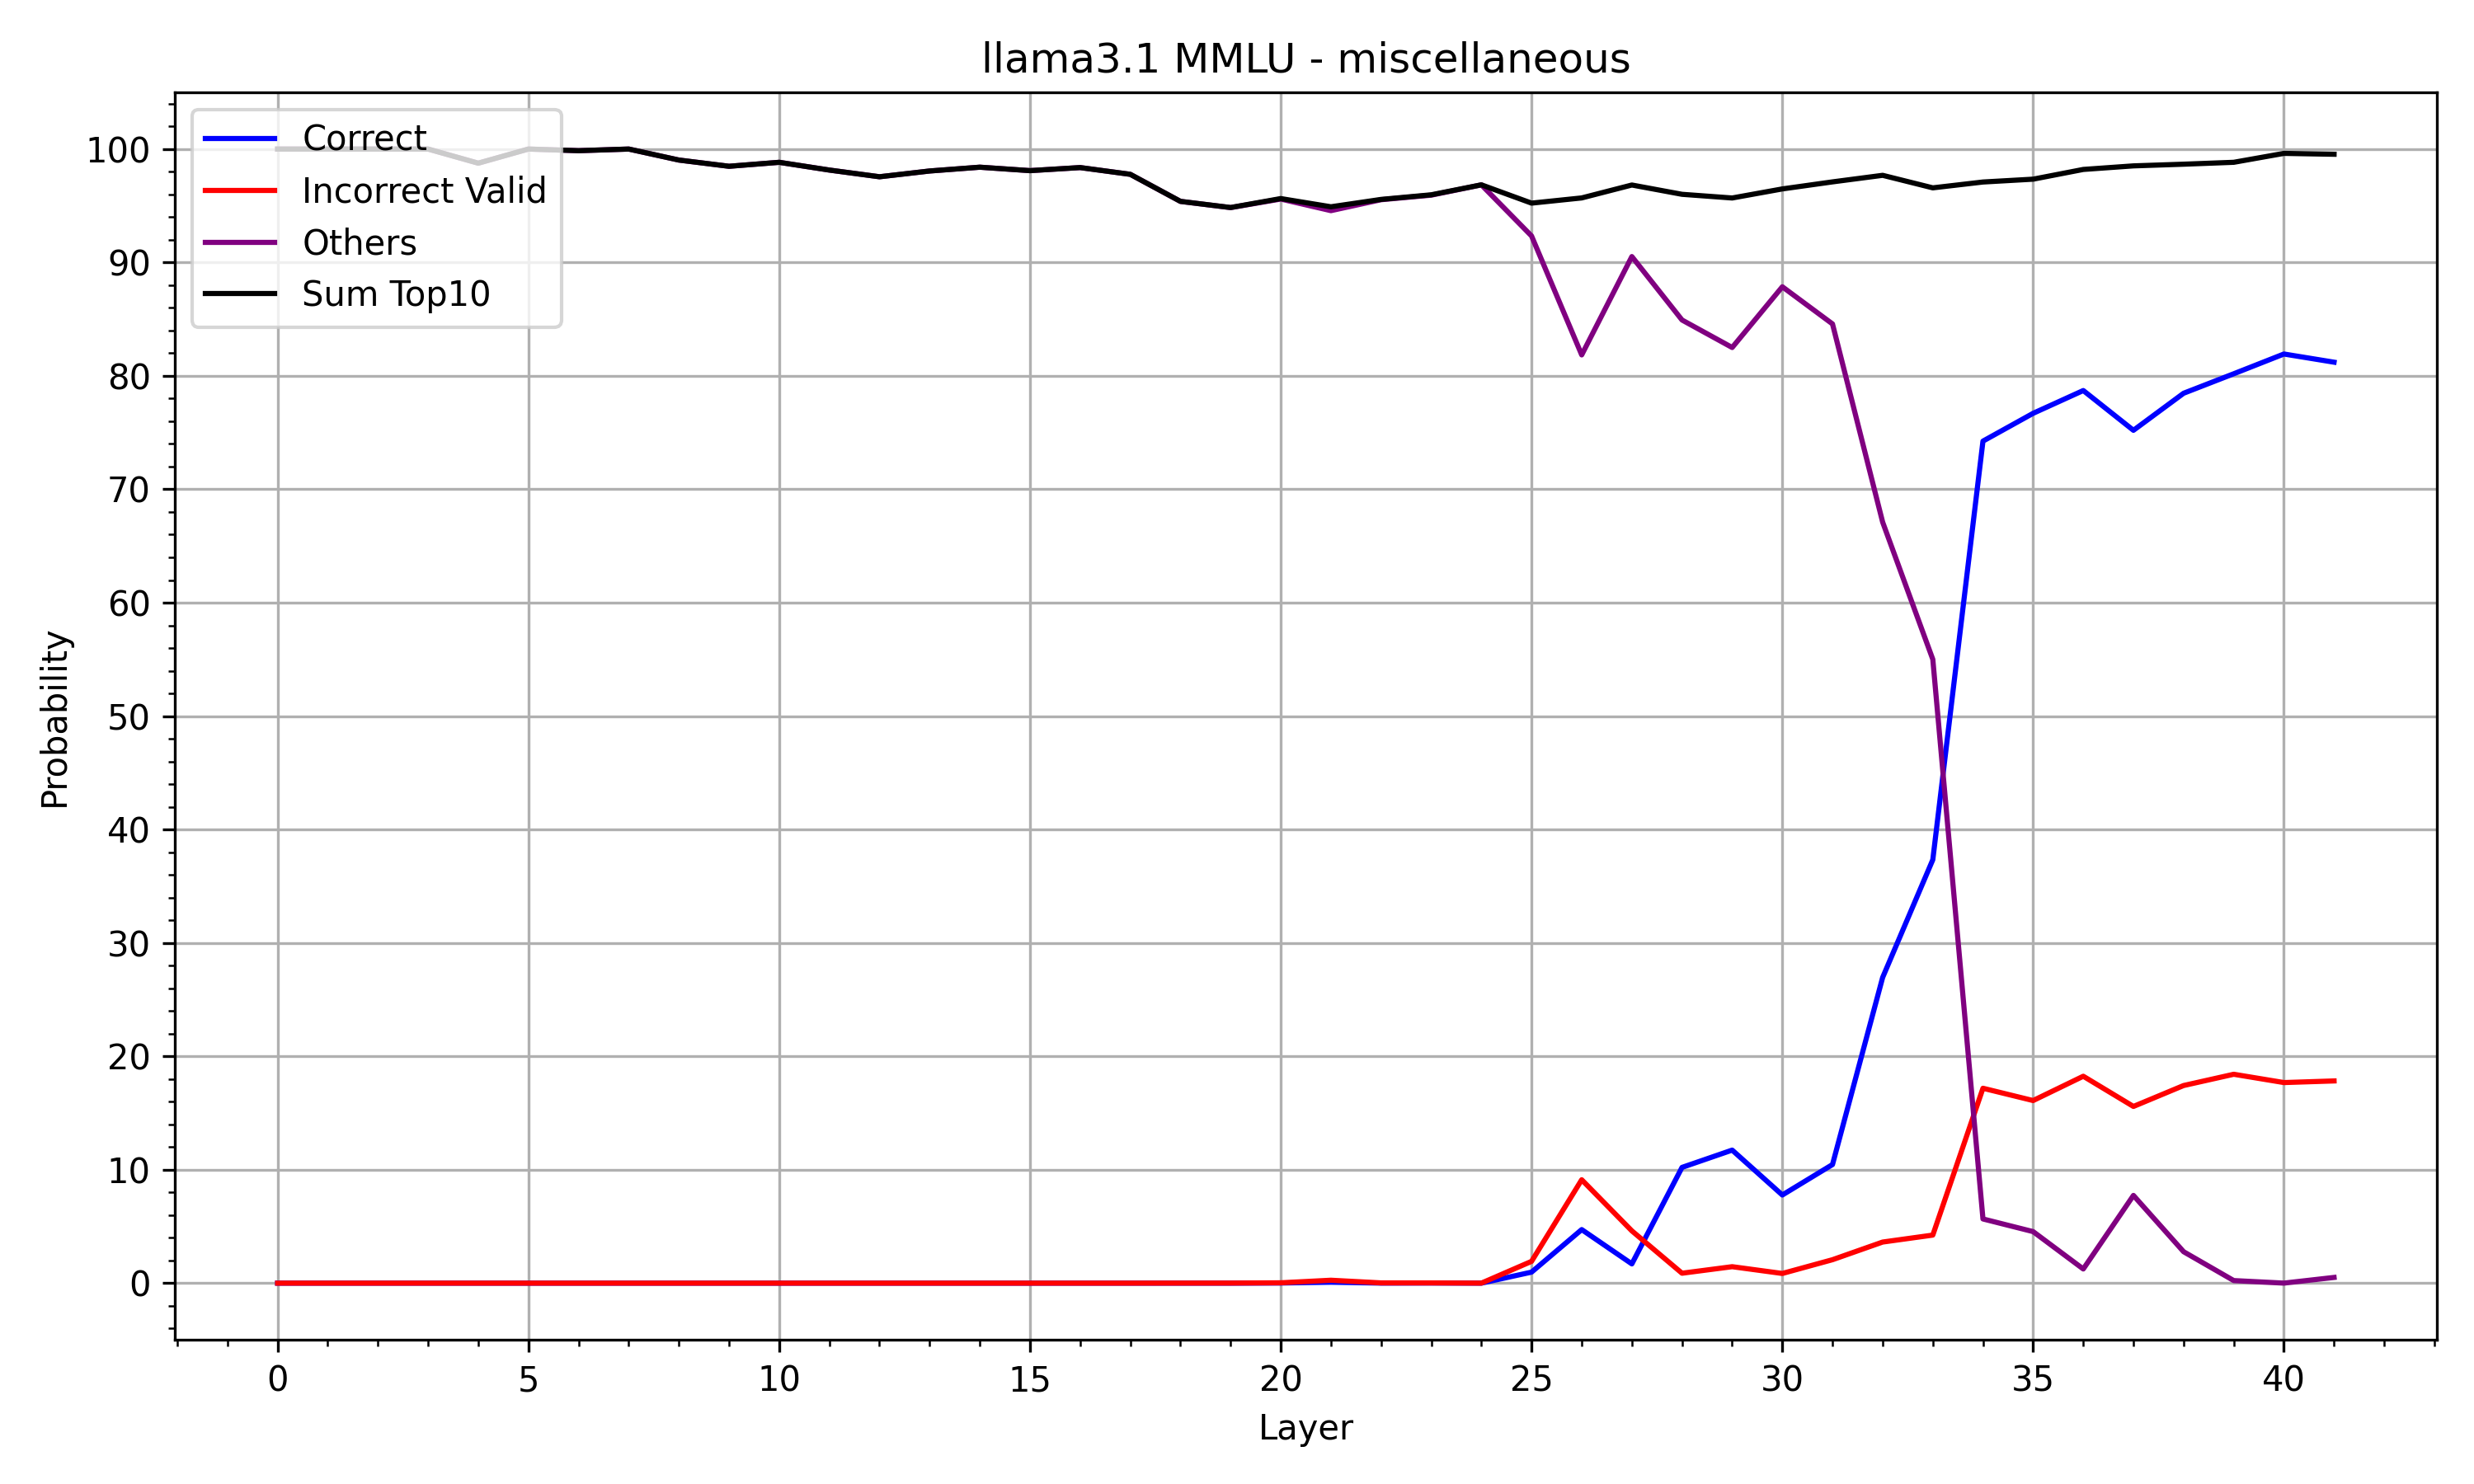 llama3.1 MMLU - miscellaneous
Correct
Incorrect Valid
Others
Sum Top10
100
90
80
70
60
50
40
30
20
10
0
Probability
0 5 10 15 20 25 30 35 40
Layer